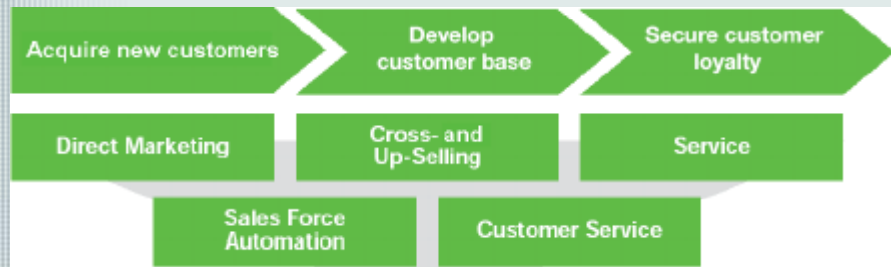 Acquire new customers
Develop
customer base
Secure customer
loyalty
Direct Marketing
Cross- and
Up-Selling
Service
Sales Force
Automation
Customer Service